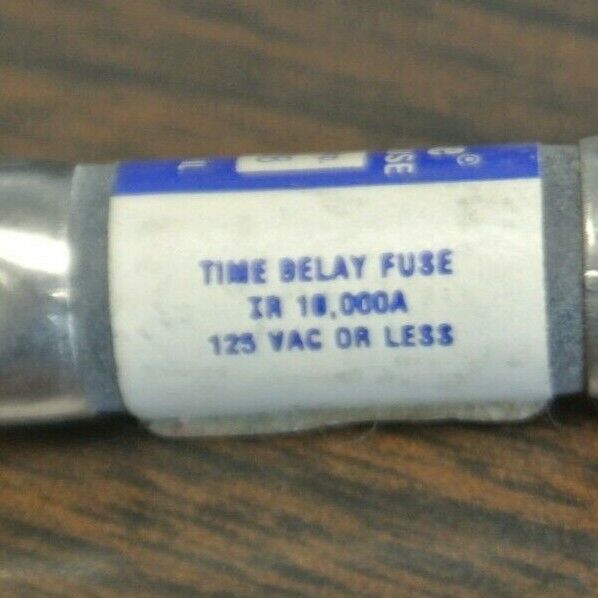 TIME DELAY FUSE
IR 10,000A
125 VAC OR LESS